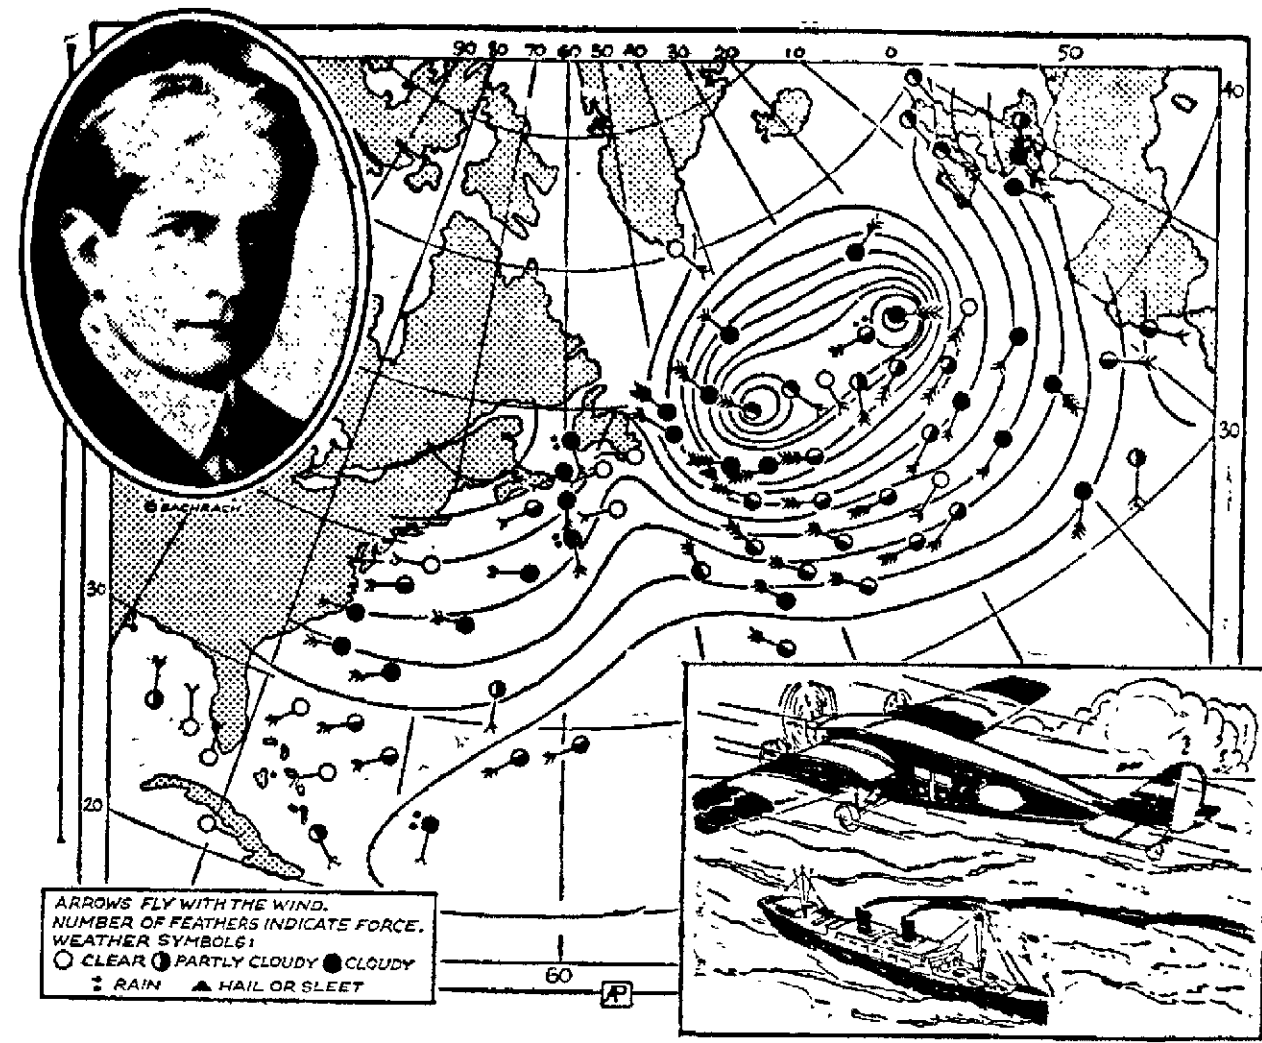 90 80 70 60 50 40 30 20 10 0 50
40
© BACHRACH
30
30
20
ARROWS FLY WITH THE WIND.
NUMBER OF FEATHERS INDICATE FORCE.
WEATHER SYMBOLS:
CLEAR PARTLY CLOUDY CLOUDY
RAIN HAIL OR SLEET
60
AP